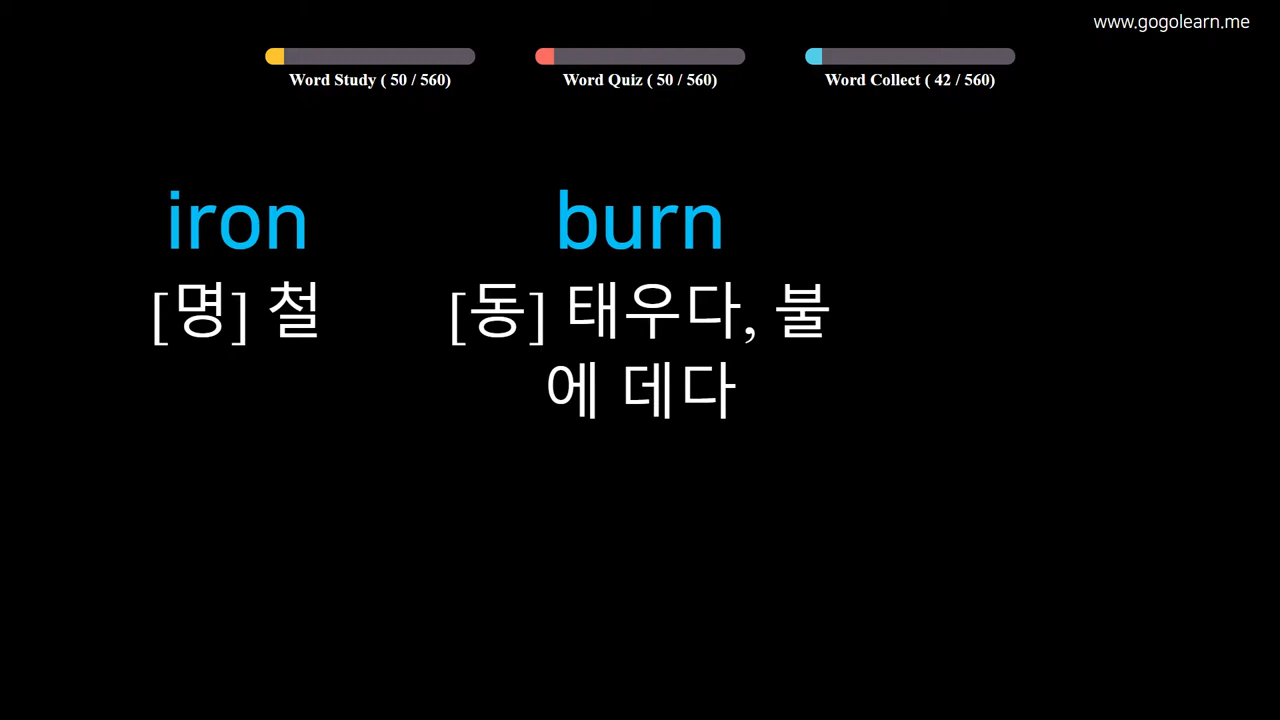 www.gogolearn.me
Word Study ( 50 / 560)
Word Quiz ( 50 / 560)
Word Collect ( 42 / 560)
iron
[명] 철
burn
[동] 태우다, 불
에 데다